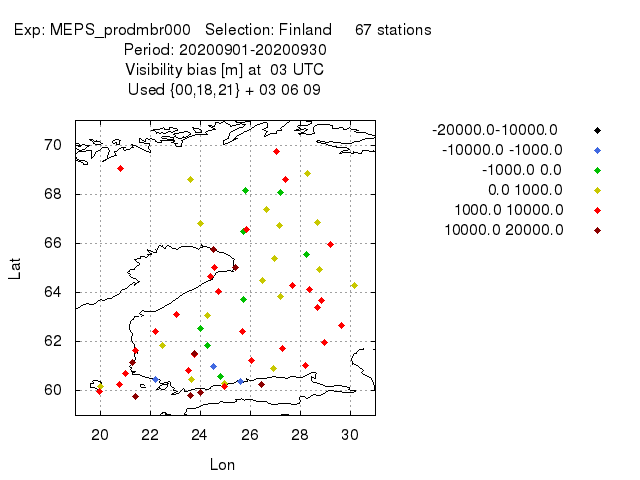 Exp: MEPS_prodmbr000 Selection: Finland 67 stations
Period: 20200901-20200930
Visibility bias [m] at 03 UTC
Used {00,18,21} + 03 06 09
-20000.0-10000.0
-10000.0 -1000.0
-1000.0 0.0
0.0 1000.0
1000.0 10000.0
10000.0 20000.0
70
68
66
64
62
60
Lat
20 22 24 26 28 30
Lon